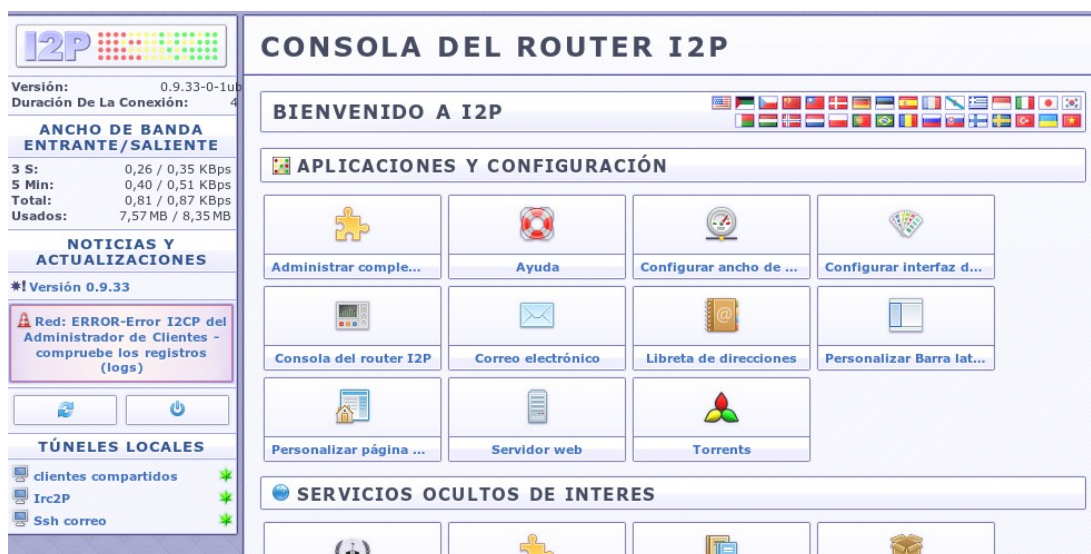 I2P
CONSOLA DEL ROUTER I2P
Versión: 0.9.33-0-1ub
Duración De La Conexión: 4
ANCHO DE BANDA
ENTRANTE/SALIENTE
3 S: 0,26 / 0,35 KBps
5 Min: 0,40 / 0,51 KBps
Total: 0,81 / 0,87 KBps
Usados: 7,57 MB / 8,35 MB
NOTICIAS Y
ACTUALIZACIONES
Versión 0.9.33
Red: ERROR-Error I2CP del
Administrador de Clientes -
compruebe los registros
(logs)
TÚNELES LOCALES
clientes compartidos
Irc2P
Ssh correo
BIENVENIDO A I2P
APLICACIONES Y CONFIGURACIÓN
Administrar comple...
Ayuda
Configurar ancho de ...
Configurar interfaz d...
Consola del router I2P
Correo electrónico
Libreta de direcciones
Personalizar Barra lat...
Personalizar página ...
Servidor web
Torrents
SERVICIOS OCULTOS DE INTERES